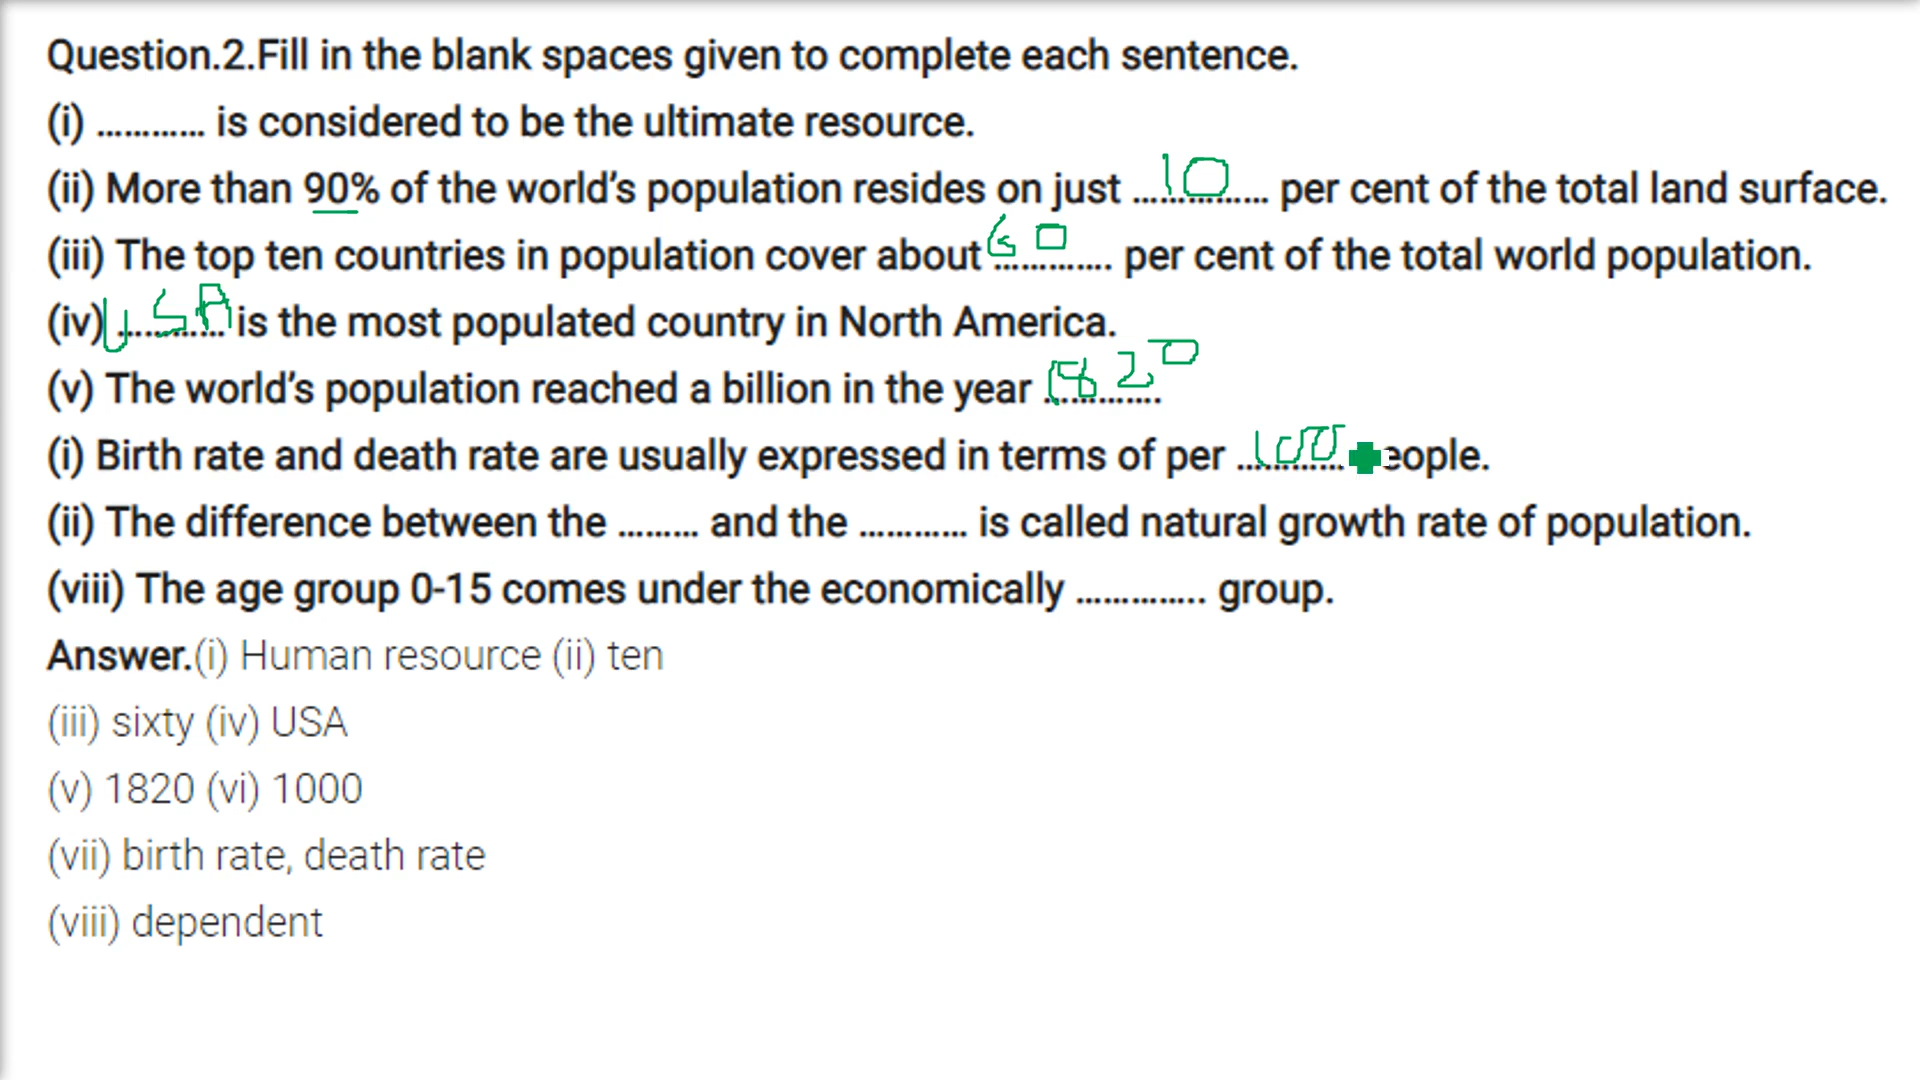 Question.2.Fill in the blank spaces given to complete each sentence.
(i) ............ is considered to be the ultimate resource.
(ii) More than 90% of the world's population resides on just ....10.... per cent of the total land surface.
(iii) The top ten countries in population cover about 60 ............. per cent of the total world population.
(iv) USA ............ is the most populated country in North America.
(v) The world's population reached a billion in the year 1820 .............
(i) Birth rate and death rate are usually expressed in terms of per ............ eople.
(ii) The difference between the ......... and the ............ is called natural growth rate of population.
(viii) The age group 0-15 comes under the economically .............. group.
Answer.(i) Human resource (ii) ten
(iii) sixty (iv) USA
(v) 1820 (vi) 1000
(vii) birth rate, death rate
(viii) dependent